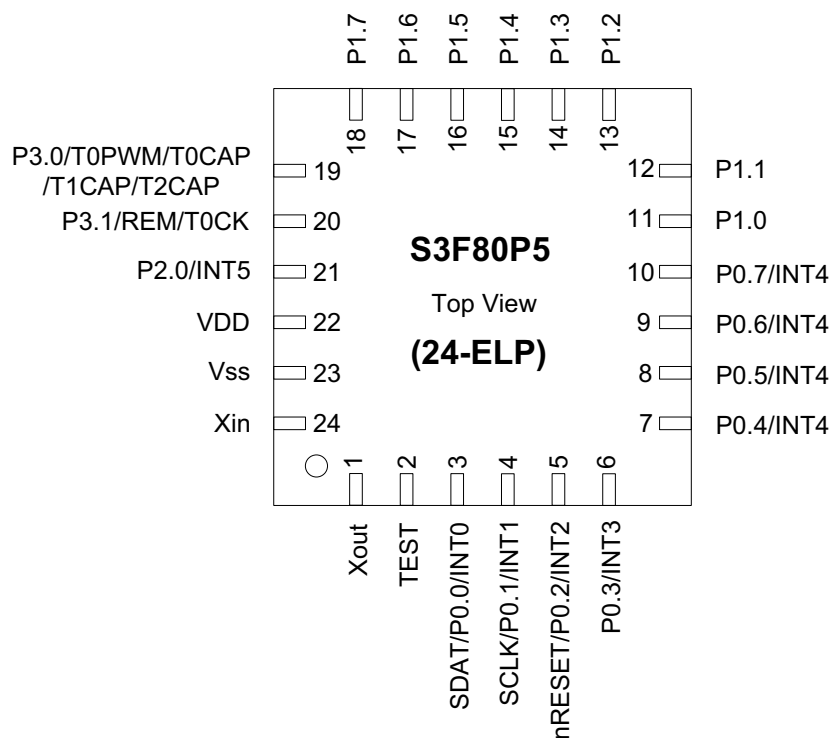 P1.7
P1.6
P1.5
P1.4
P1.3
P1.2
18
17
16
15
14
13
P3.0/T0PWM/T0CAP
/T1CAP/T2CAP
19
12
P1.1
P3.1/REM/T0CK
20
11
P1.0
P2.0/INT5
21
10
P0.7/INT4
VDD
22
9
P0.6/INT4
Vss
23
8
P0.5/INT4
Xin
24
7
P0.4/INT4
S3F80P5
Top View
(24-ELP)
1
2
3
4
5
6
Xout
TEST
SDAT/P0.0/INT0
SCLK/P0.1/INT1
nRESET/P0.2/INT2
P0.3/INT3